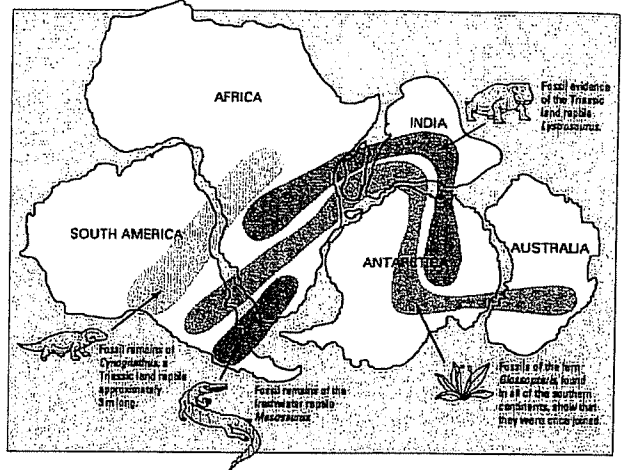 AFRICA
INDIA
Fossil evidence
of the Triassic
land reptile
Lystrosaurus.
SOUTH AMERICA
ANTARCTICA
AUSTRALIA
Fossil remains of
Cynognathus, a
Triassic land reptile
approximately
3 m long.
Fossil remains of the
freshwater reptile
Mesosaurus.
Fossils of the fern
Glossopteris, found
in all of the southern
continents, show that
they were once joined.